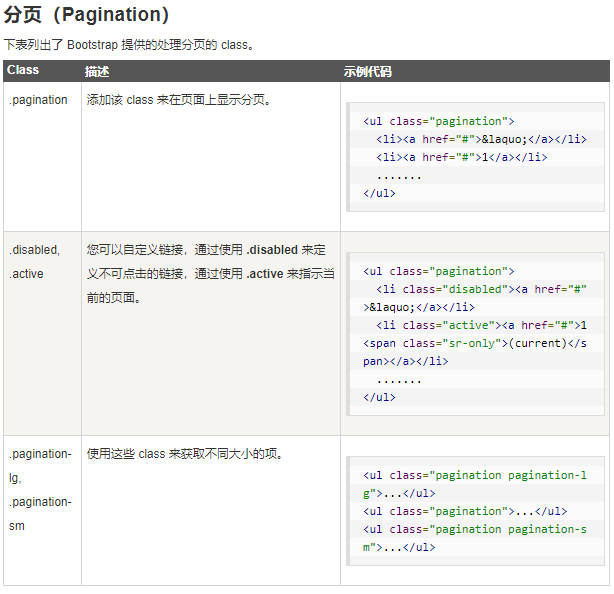 分页（Pagination）
下表列出了 Bootstrap 提供的处理分页的 class。
Class 描述 示例代码
.pagination 添加该 class 来在页面上显示分页。
<ul class="pagination">
<li><a href="#">&laquo;</a></li>
<li><a href="#">1</a></li>
.......
</ul>
.disabled,
.active
您可以自定义链接，通过使用 .disabled 来定
义不可点击的链接，通过使用 .active 来指示当
前的页面。
<ul class="pagination">
<li class="disabled"><a href="#"
>&laquo;</a></li>
<li class="active"><a href="#">1
<span class="sr-only">(current)</s
pan></a></li>
.......
</ul>
.pagination-
lg,
.pagination-
sm
使用这些 class 来获取不同大小的项。
<ul class="pagination pagination-l
g">...</ul>
<ul class="pagination">...</ul>
<ul class="pagination pagination-s
m">...</ul>